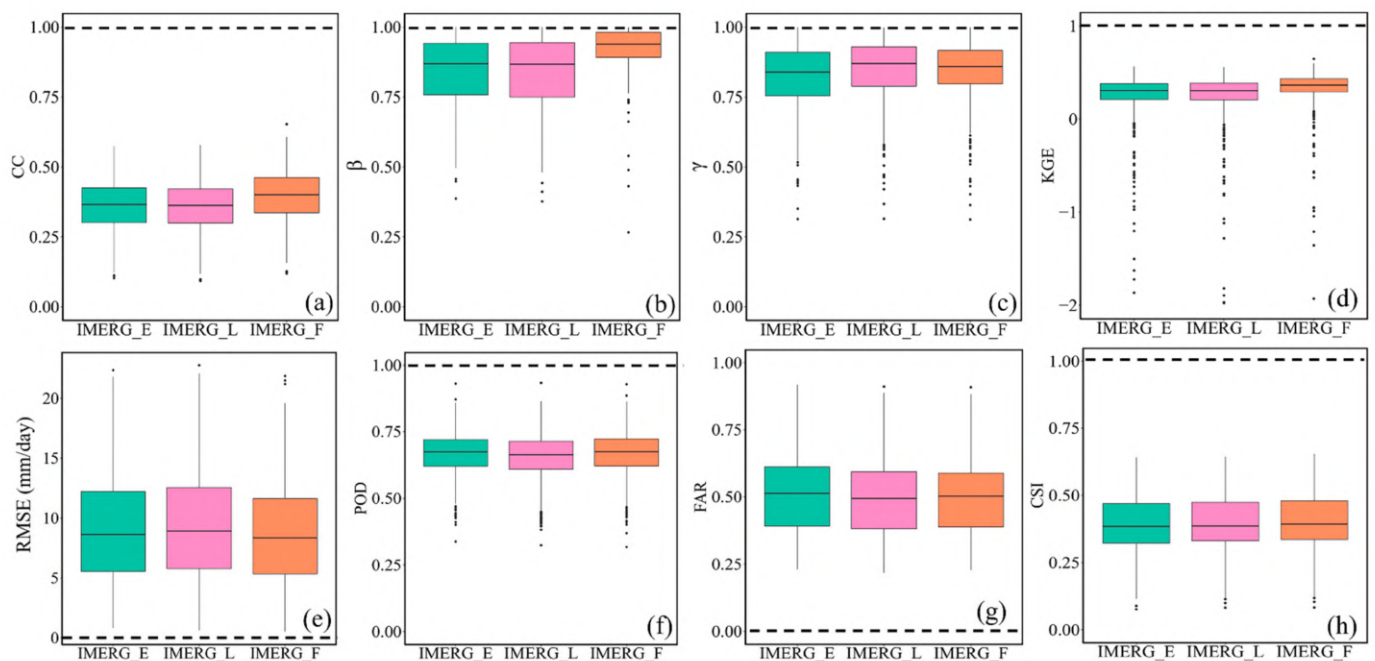 1.00
0.75
0.50
0.25
0.00
CC
IMERG_E IMERG_L IMERG_F
(a)
1.00
0.75
0.50
0.25
0.00
β
IMERG_E IMERG_L IMERG_F
(b)
1.00
0.75
0.50
0.25
0.00
γ
IMERG_E IMERG_L IMERG_F
(c)
1
0
−1
−2
KGE
IMERG_E IMERG_L IMERG_F
(d)
20
15
10
5
0
RMSE (mm/day)
IMERG_E IMERG_L IMERG_F
(e)
1.00
0.75
0.50
0.25
0.00
POD
IMERG_E IMERG_L IMERG_F
(f)
1.00
0.75
0.50
0.25
0.00
FAR
IMERG_E IMERG_L IMERG_F
(g)
1.00
0.75
0.50
0.25
0.00
CSI
IMERG_E IMERG_L IMERG_F
(h)